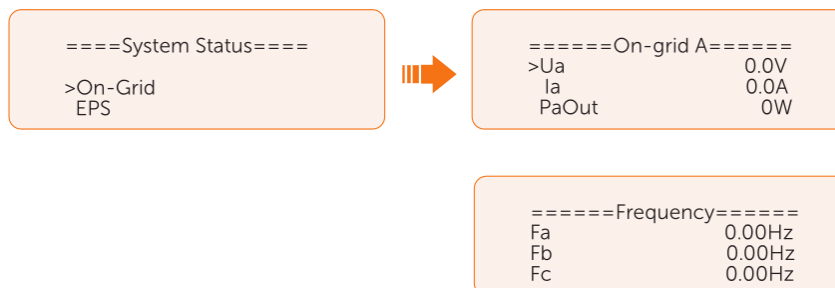 ====System Status====
>On-Grid
EPS
======On-grid A======
>Ua 0.0V
Ia 0.0A
PaOut 0W
======Frequency======
Fa 0.00Hz
Fb 0.00Hz
Fc 0.00Hz